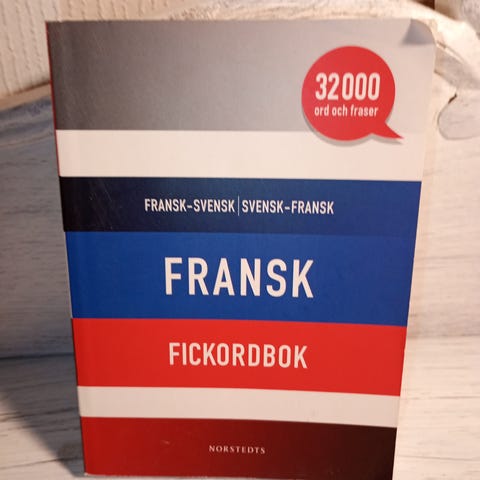 32000
ord och fraser
FRANSK-SVENSK | SVENSK-FRANSK
FRANSK
FICKORDBOK
NORSTEDTS